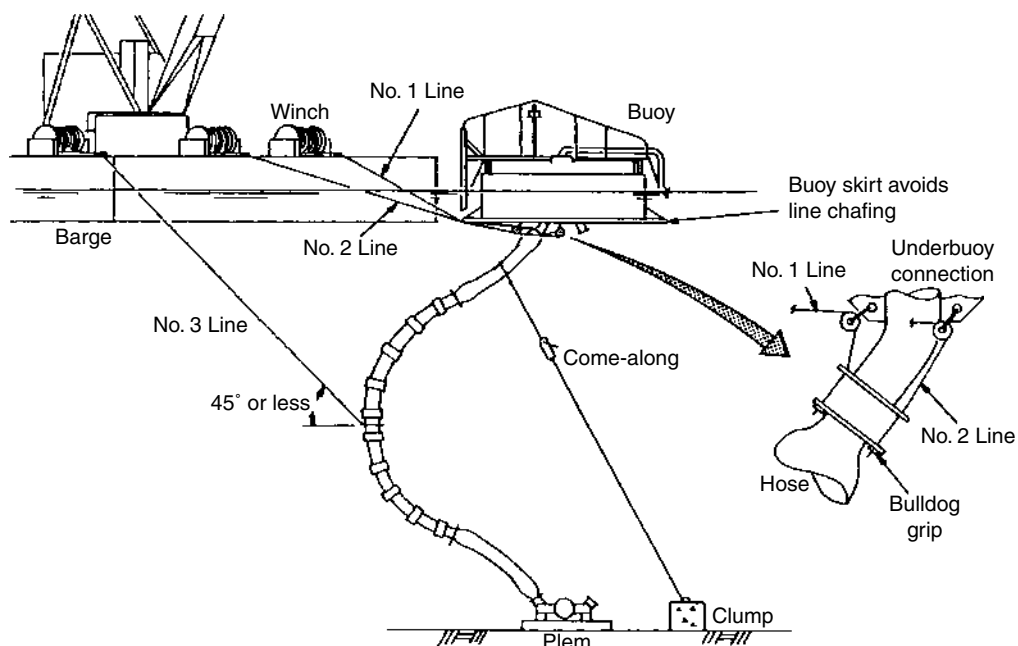 No. 1 Line
Winch
Buoy
Buoy skirt avoids
line chafing
Barge
No. 2 Line
No. 1 Line
Underbuoy
connection
No. 3 Line
Come-along
45° or less
No. 2 Line
Hose
Bulldog
grip
Clump
Plem